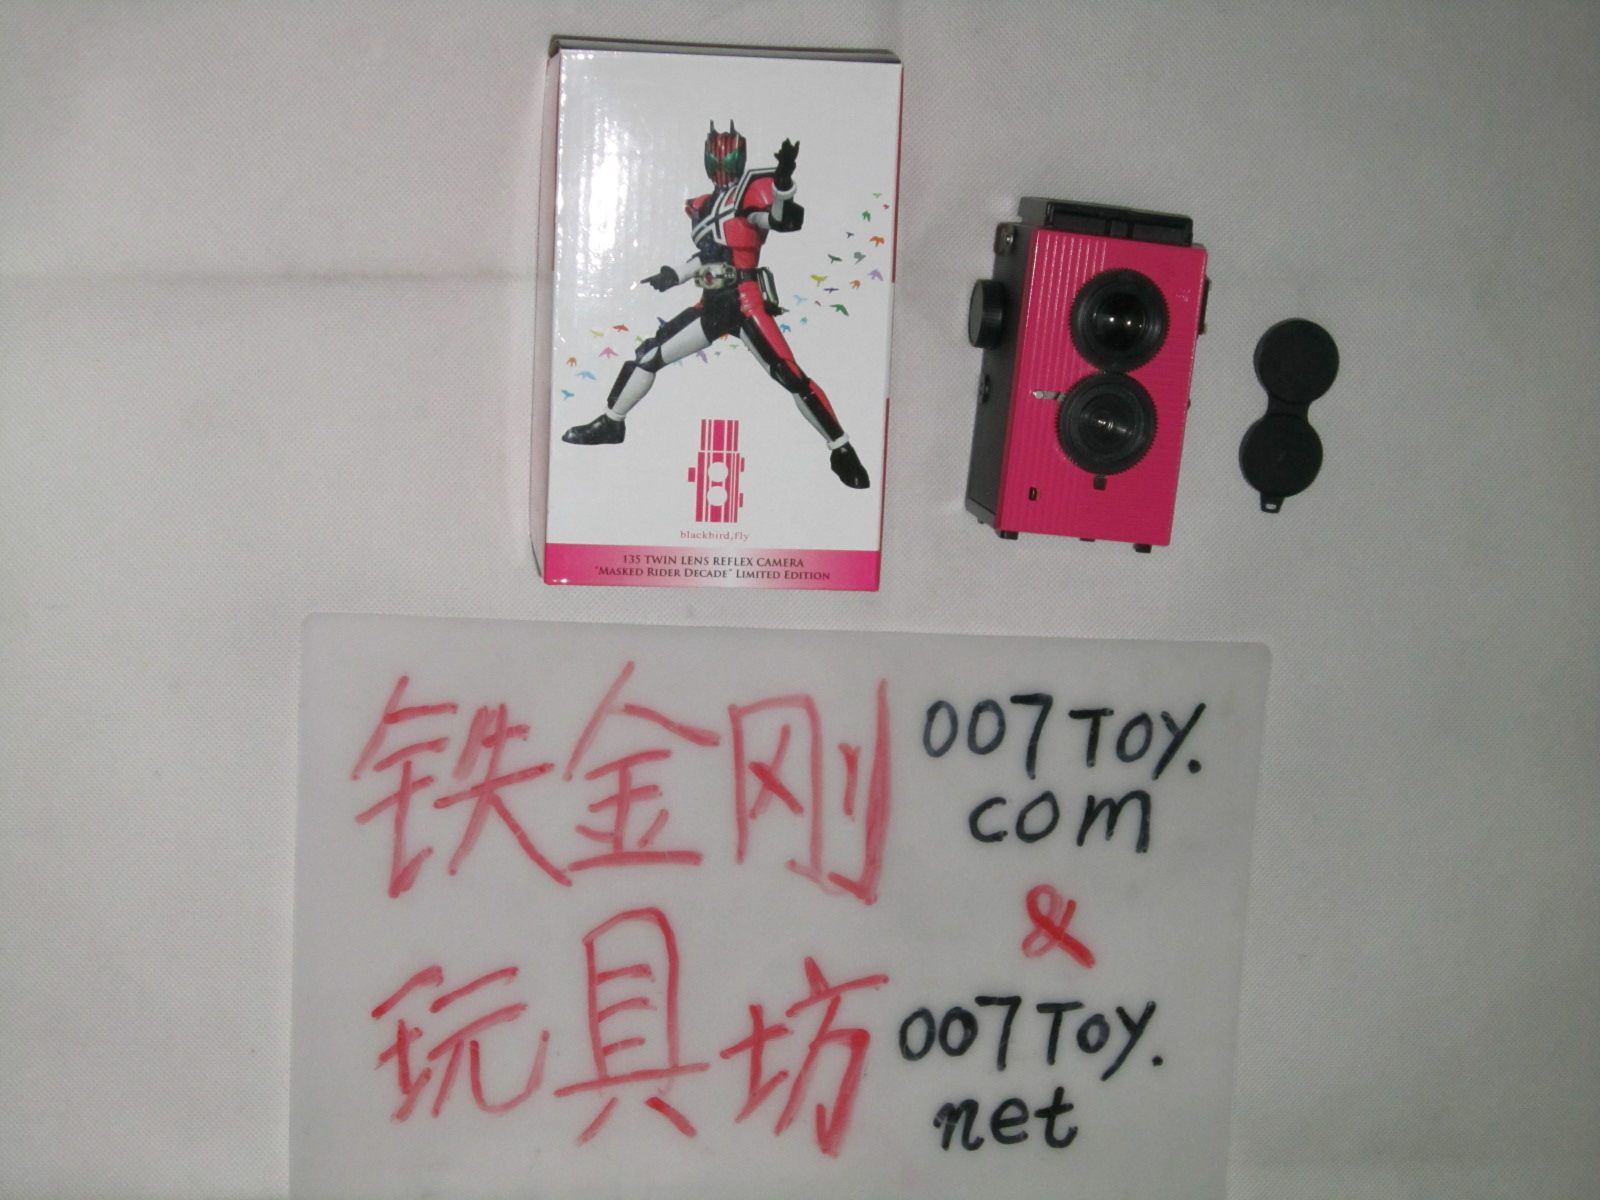 blackbird,fly
135 TWIN LENS REFLEX CAMERA
"MASKED RIDER DECADE" LIMITED EDITION
铁金刚
玩具坊
007TOY.
com
&
007TOY.
net